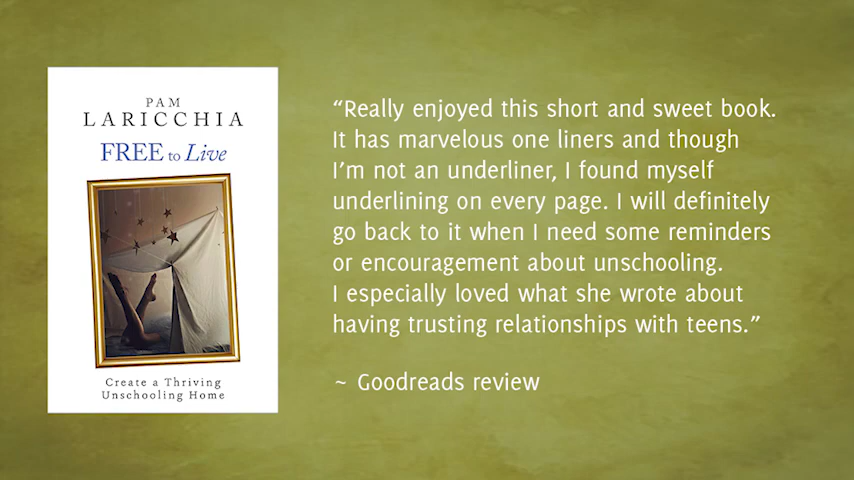 PAM
LARICCHIA
FREE to Live
Create a Thriving
Unschooling Home
“Really enjoyed this short and sweet book.
It has marvelous one liners and though
I’m not an underliner, I found myself
underlining on every page. I will definitely
go back to it when I need some reminders
or encouragement about unschooling.
I especially loved what she wrote about
having trusting relationships with teens.”
~ Goodreads review